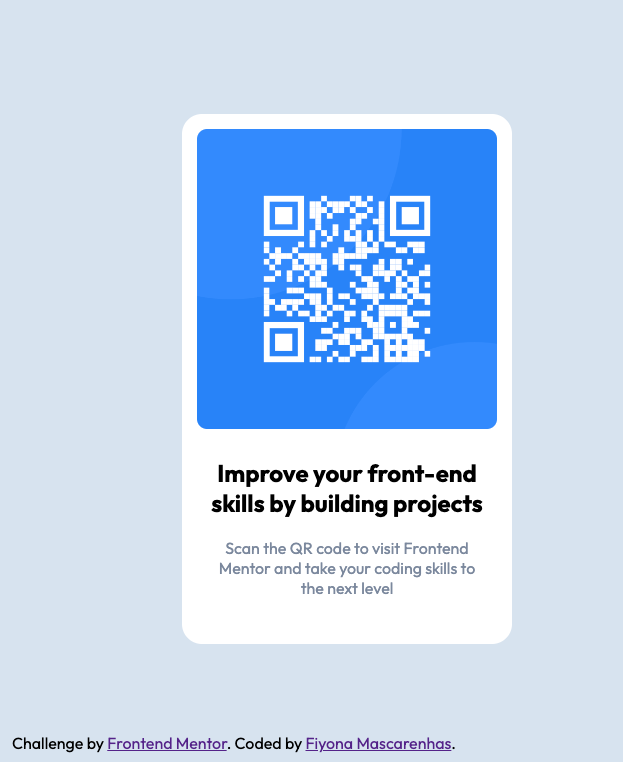 Improve your front-end
skills by building projects
Scan the QR code to visit Frontend
Mentor and take your coding skills to
the next level
Challenge by Frontend Mentor. Coded by Fiyona Mascarenhas.